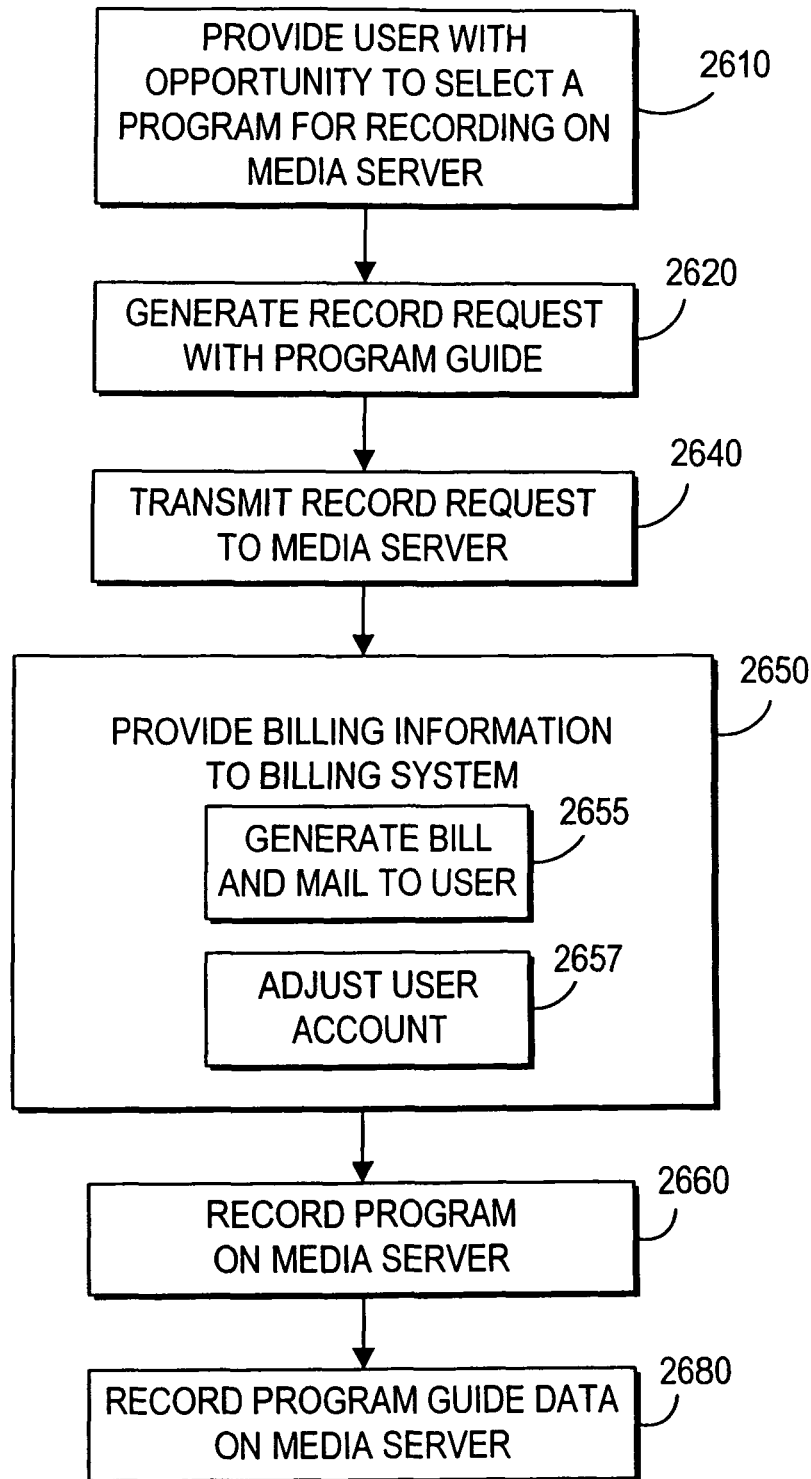 PROVIDE USER WITH
OPPORTUNITY TO SELECT A
PROGRAM FOR RECORDING ON
MEDIA SERVER
2610
GENERATE RECORD REQUEST
WITH PROGRAM GUIDE
2620
TRANSMIT RECORD REQUEST
TO MEDIA SERVER
2640
PROVIDE BILLING INFORMATION
TO BILLING SYSTEM
2650
GENERATE BILL
AND MAIL TO USER
2655
ADJUST USER
ACCOUNT
2657
RECORD PROGRAM
ON MEDIA SERVER
2660
RECORD PROGRAM GUIDE DATA
ON MEDIA SERVER
2680